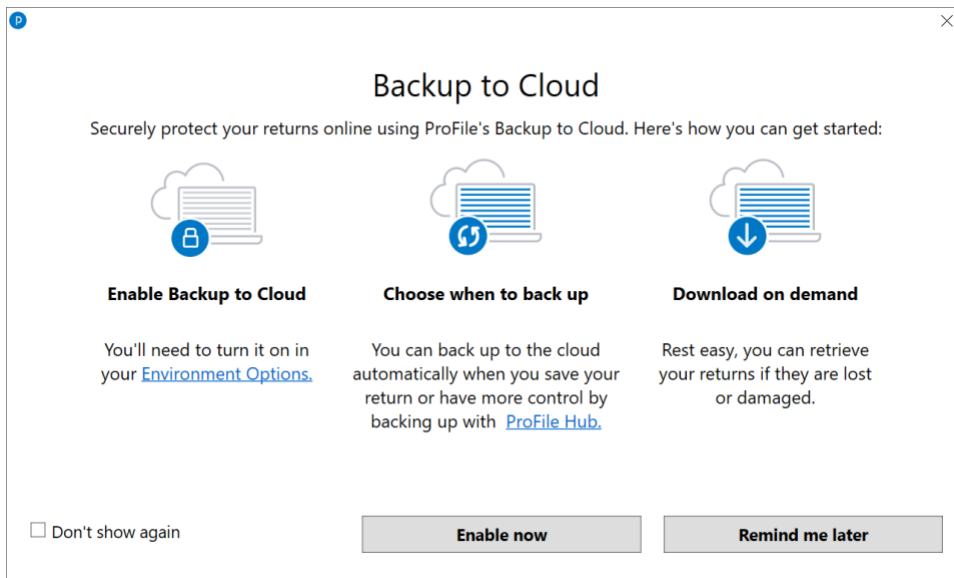 P
Backup to Cloud
Securely protect your returns online using ProFile's Backup to Cloud. Here's how you can get started:
Enable Backup to Cloud
You'll need to turn it on in
your Environment Options.
Choose when to back up
You can back up to the cloud
automatically when you save your
return or have more control by
backing up with ProFile Hub.
Download on demand
Rest easy, you can retrieve
your returns if they are lost
or damaged.
Don't show again
Enable now
Remind me later